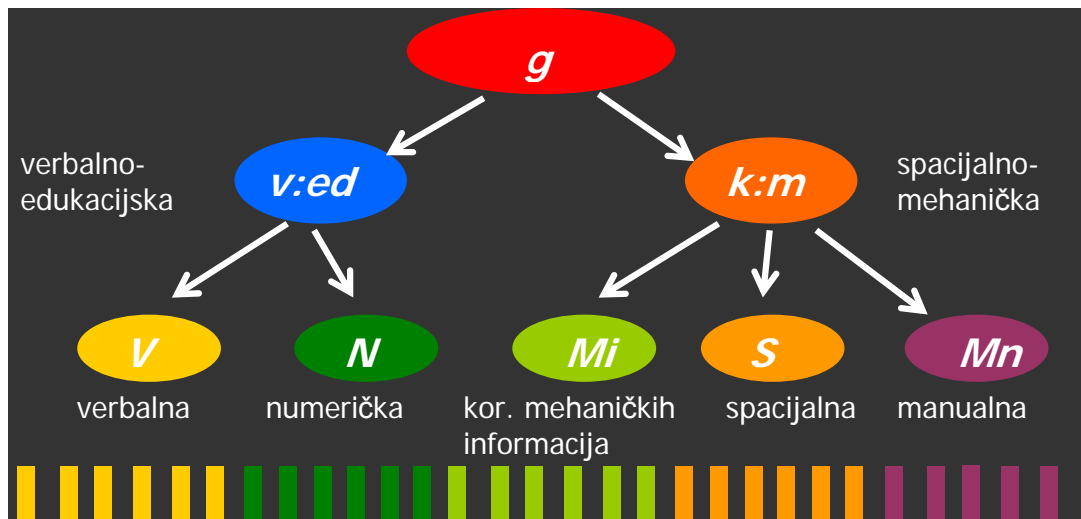 g
verbalno-
edukacijska
v:ed
k:m
spacijalno-
mehanička
V
N
Mi
S
Mn
verbalna
numerička
kor. mehaničkih
informacija
spacijalna
manualna